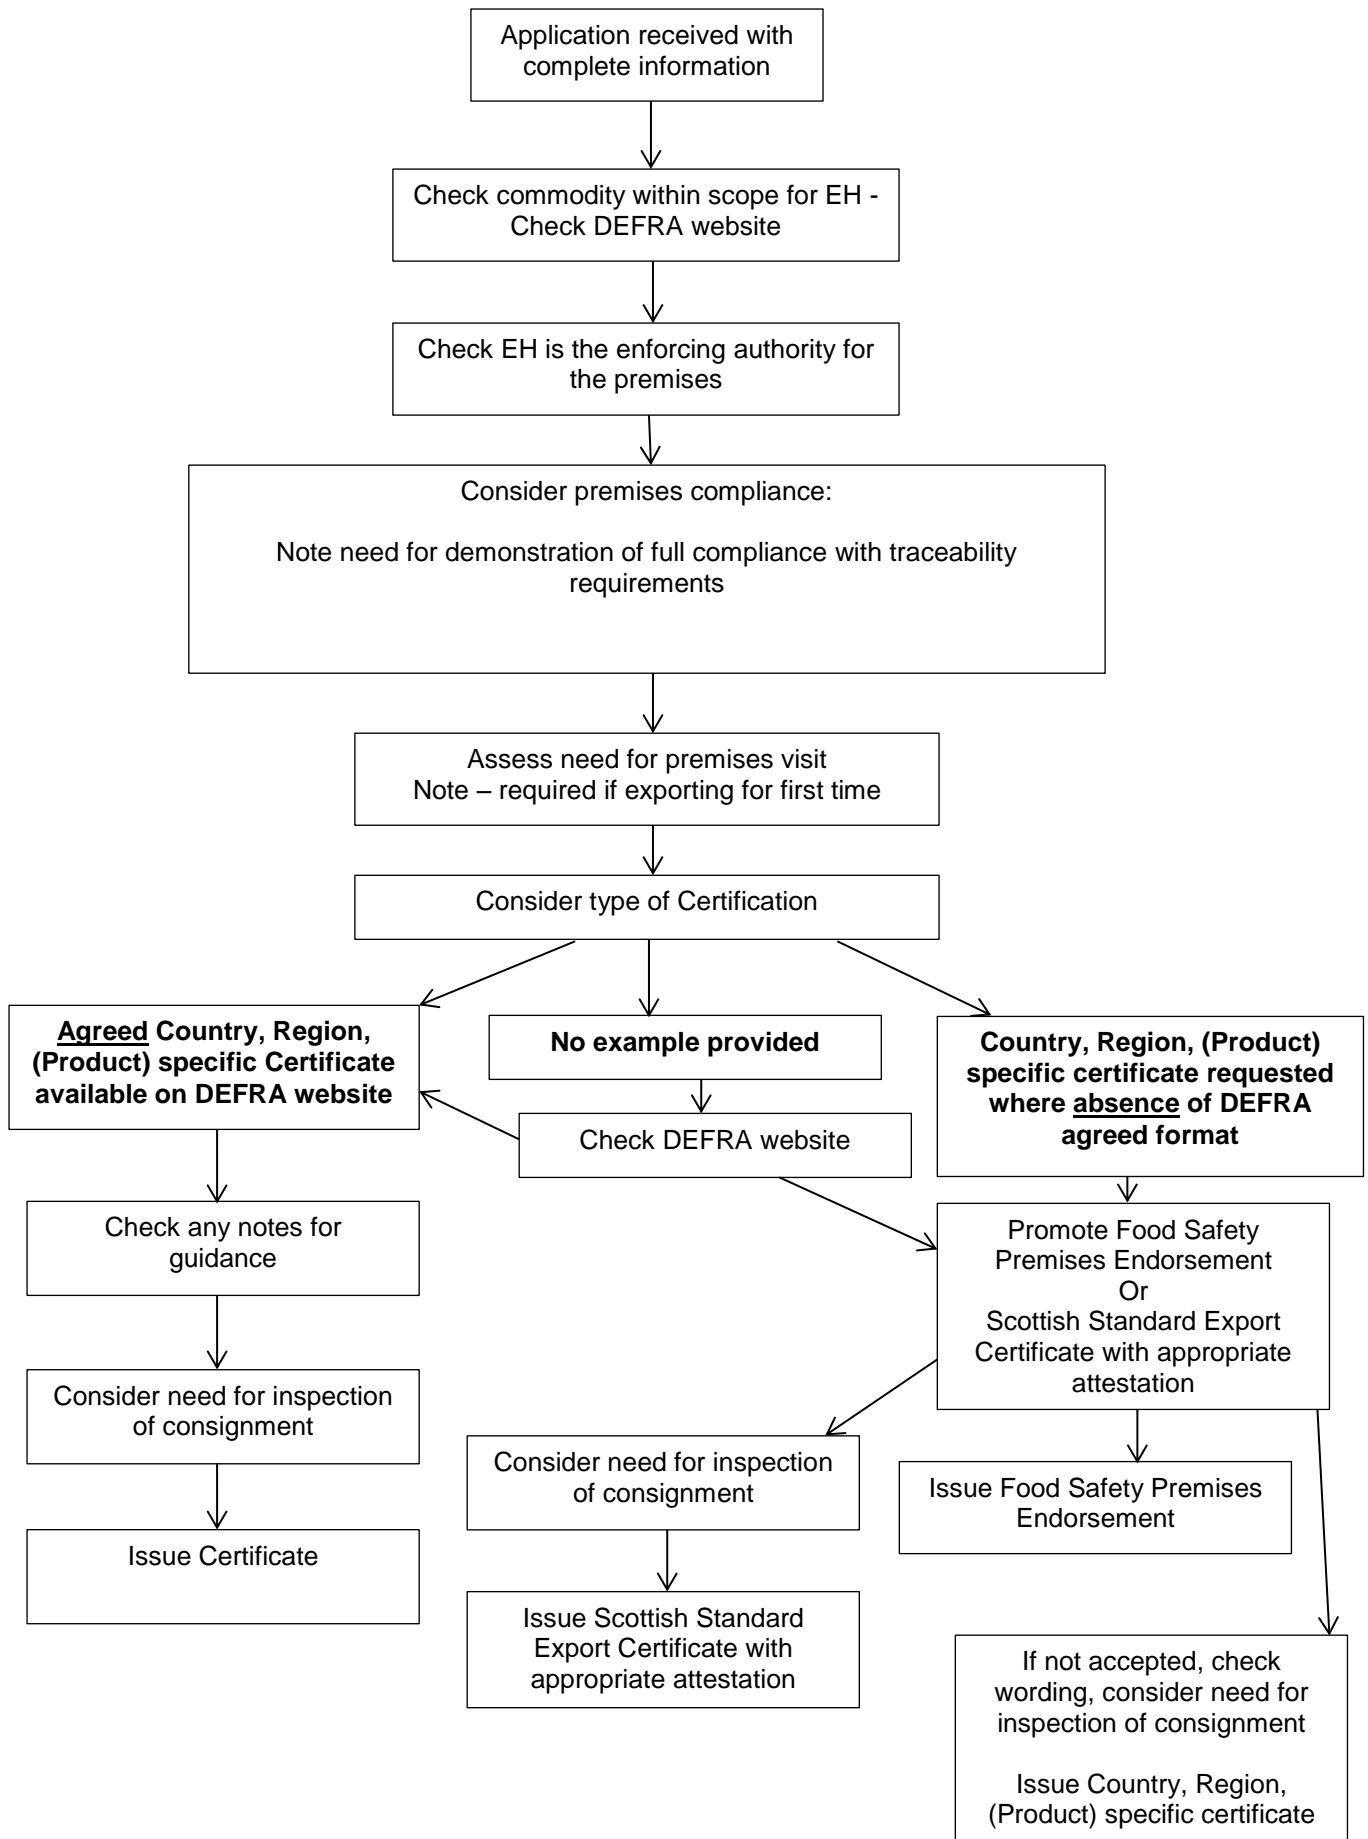 Application received with
complete information
Check commodity within scope for EH -
Check DEFRA website
Check EH is the enforcing authority for
the premises
Consider premises compliance:
Note need for demonstration of full compliance with traceability
requirements
Assess need for premises visit
Note – required if exporting for first time
Consider type of Certification
Agreed Country, Region,
(Product) specific Certificate
available on DEFRA website
No example provided
Country, Region, (Product)
specific certificate requested
where absence of DEFRA
agreed format
Check DEFRA website
Check any notes for
guidance
Promote Food Safety
Premises Endorsement
Or
Scottish Standard Export
Certificate with appropriate
attestation
Consider need for inspection
of consignment
Consider need for inspection
of consignment
Issue Food Safety Premises
Endorsement
Issue Certificate
Issue Scottish Standard
Export Certificate with
appropriate attestation
If not accepted, check
wording, consider need for
inspection of consignment
Issue Country, Region,
(Product) specific certificate